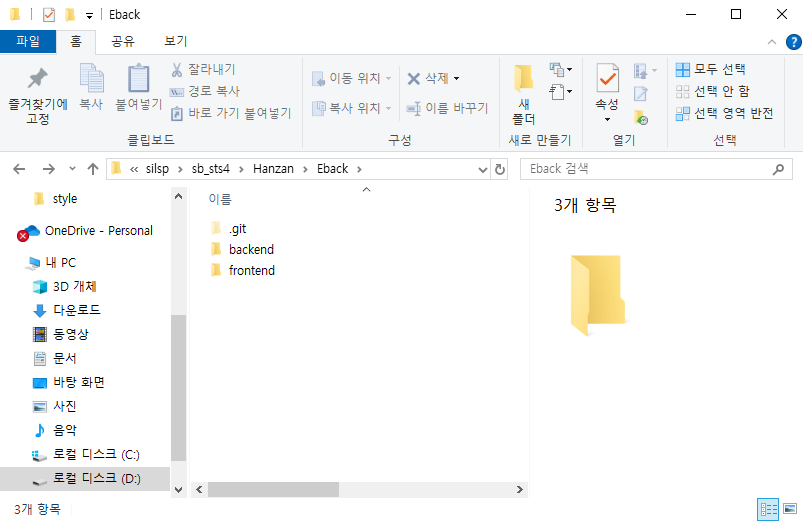 Eback
파일 홈 공유 보기
즐겨찾기에 고정
복사
붙여넣기
잘라내기
경로 복사
바로 가기 붙여넣기
클립보드
이동 위치
복사 위치
삭제
이름 바꾸기
구성
새 폴더
새로 만들기
속성
열기
모두 선택
선택 안 함
선택 영역 반전
선택
« silsp > sb_sts4 > Hanzan > Eback >
Eback 검색
style
OneDrive - Personal
내 PC
3D 개체
다운로드
동영상
문서
바탕 화면
사진
음악
로컬 디스크 (C:)
로컬 디스크 (D:)
이름
.git
backend
frontend
3개 항목
3개 항목